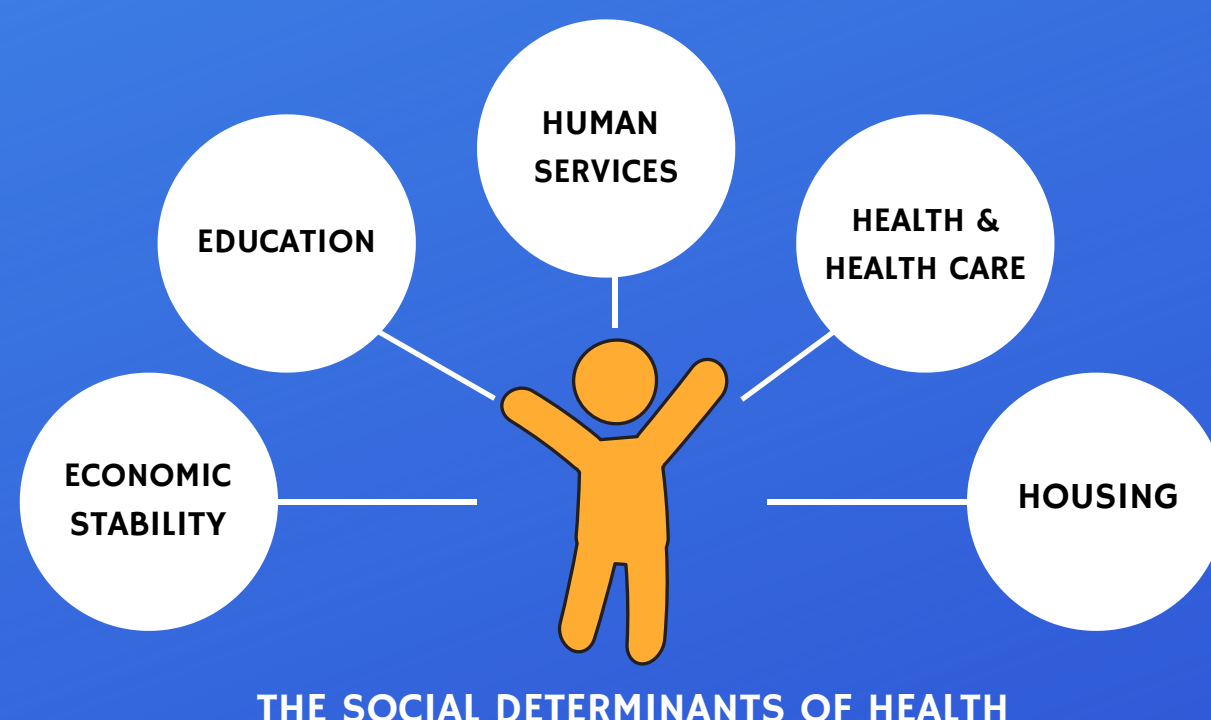 HUMAN
SERVICES
EDUCATION
HEALTH &
HEALTH CARE
ECONOMIC
STABILITY
HOUSING
THE SOCIAL DETERMINANTS OF HEALTH